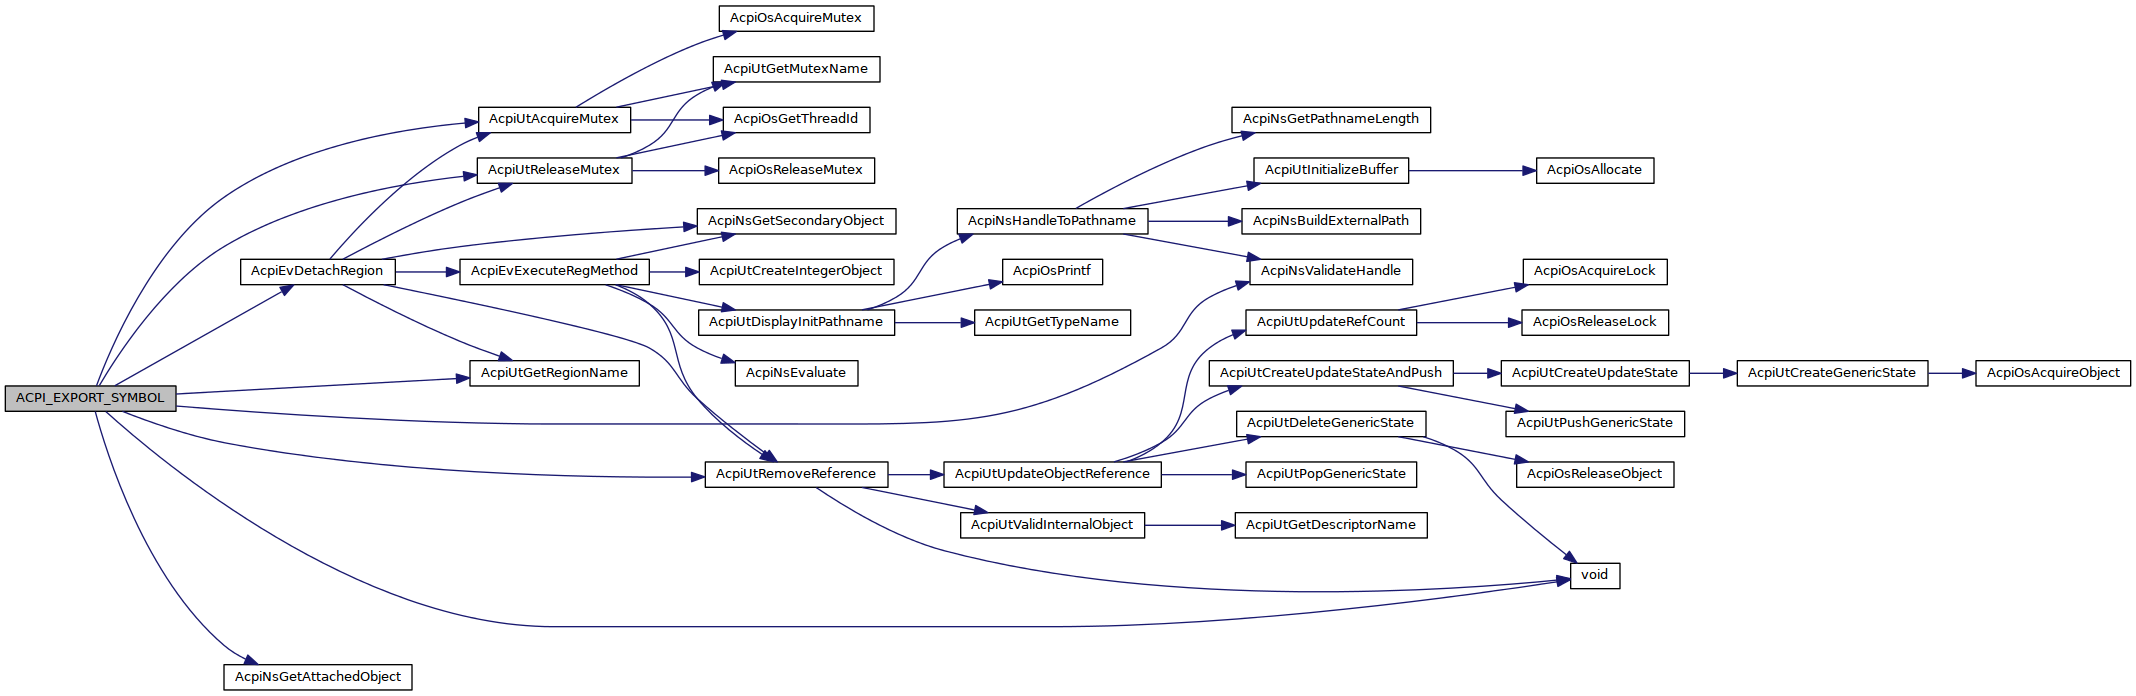 AcpiOsAcquireMutex
AcpiUtGetMutexName
AcpiUtAcquireMutex
AcpiOsGetThreadId
AcpiNsGetPathnameLength
AcpiUtReleaseMutex
AcpiOsReleaseMutex
AcpiUtInitializeBuffer
AcpiOsAllocate
AcpiNsGetSecondaryObject
AcpiNsHandleToPathname
AcpiNsBuildExternalPath
AcpiEvDetachRegion
AcpiEvExecuteRegMethod
AcpiUtCreateIntegerObject
AcpiOsPrintf
AcpiNsValidateHandle
AcpiOsAcquireLock
AcpiUtDisplayInitPathname
AcpiUtGetTypeName
AcpiUtUpdateRefCount
AcpiOsReleaseLock
AcpiUtGetRegionName
AcpiNsEvaluate
AcpiUtCreateUpdateStateAndPush
AcpiUtCreateUpdateState
AcpiUtCreateGenericState
AcpiOsAcquireObject
ACPI_EXPORT_SYMBOL
AcpiUtDeleteGenericState
AcpiUtPushGenericState
AcpiUtRemoveReference
AcpiUtUpdateObjectReference
AcpiUtPopGenericState
AcpiOsReleaseObject
AcpiUtValidInternalObject
AcpiUtGetDescriptorName
void
AcpiNsGetAttachedObject